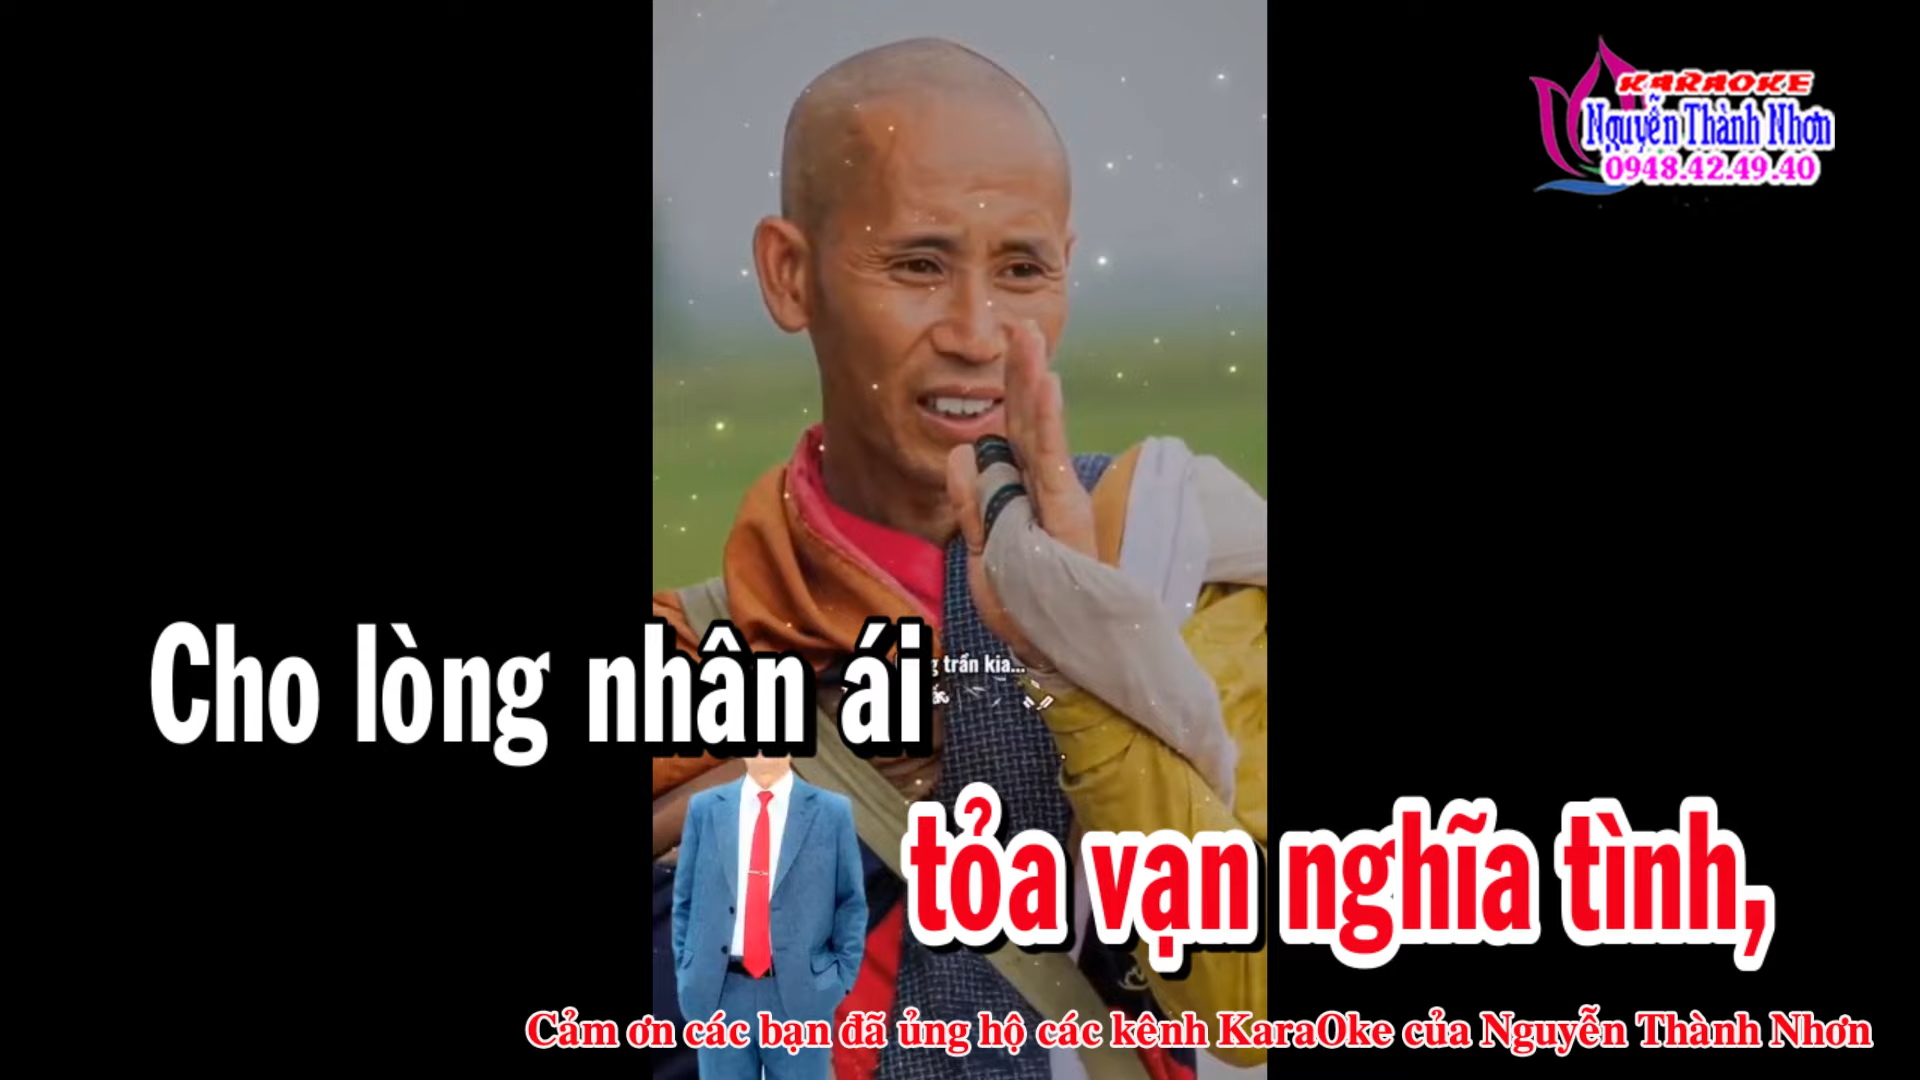 KARAOKE
Nguyễn Thành Nhơn
0948.42.49.40
Cho lòng nhân ái
trần kia...
tỏa vạn nghĩa tình,
Cảm ơn các bạn đã ủng hộ các kênh KaraOke của Nguyễn Thành Nhơn